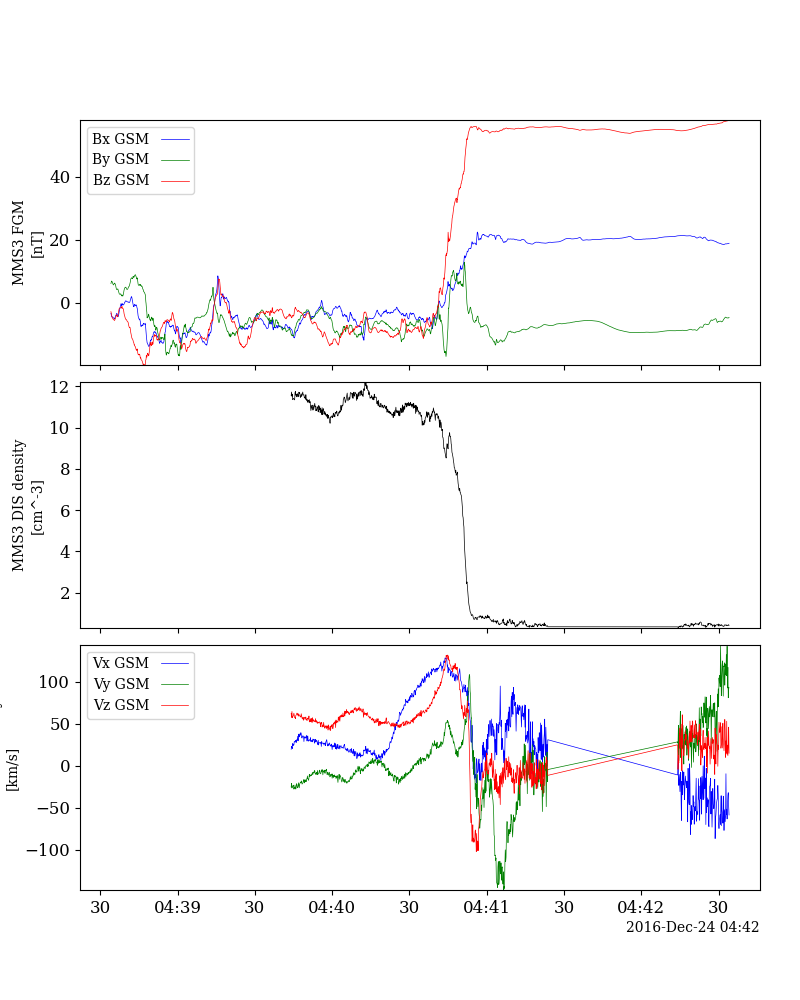 Bx GSM
By GSM
Bz GSM
40
20
0
MMS3 FGM
[nT]
12
10
8
6
4
2
MMS3 DIS density
[cm^-3]
Vx GSM
Vy GSM
Vz GSM
100
50
0
−50
−100
[km/s]
30
04:39
30
04:40
30
04:41
30
04:42
30
2016-Dec-24 04:42